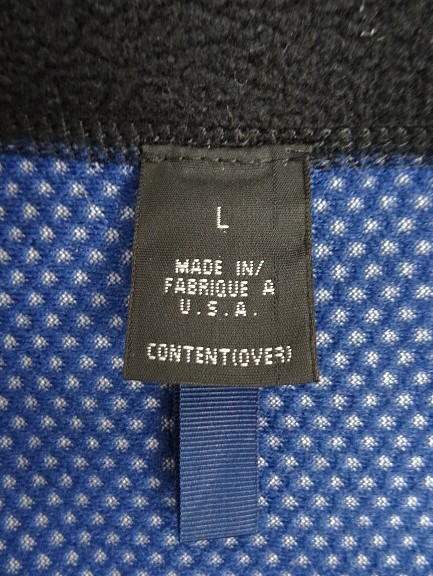 L
MADE IN/
FABRIQUE A
U.S.A.
CONTENT(OVER)